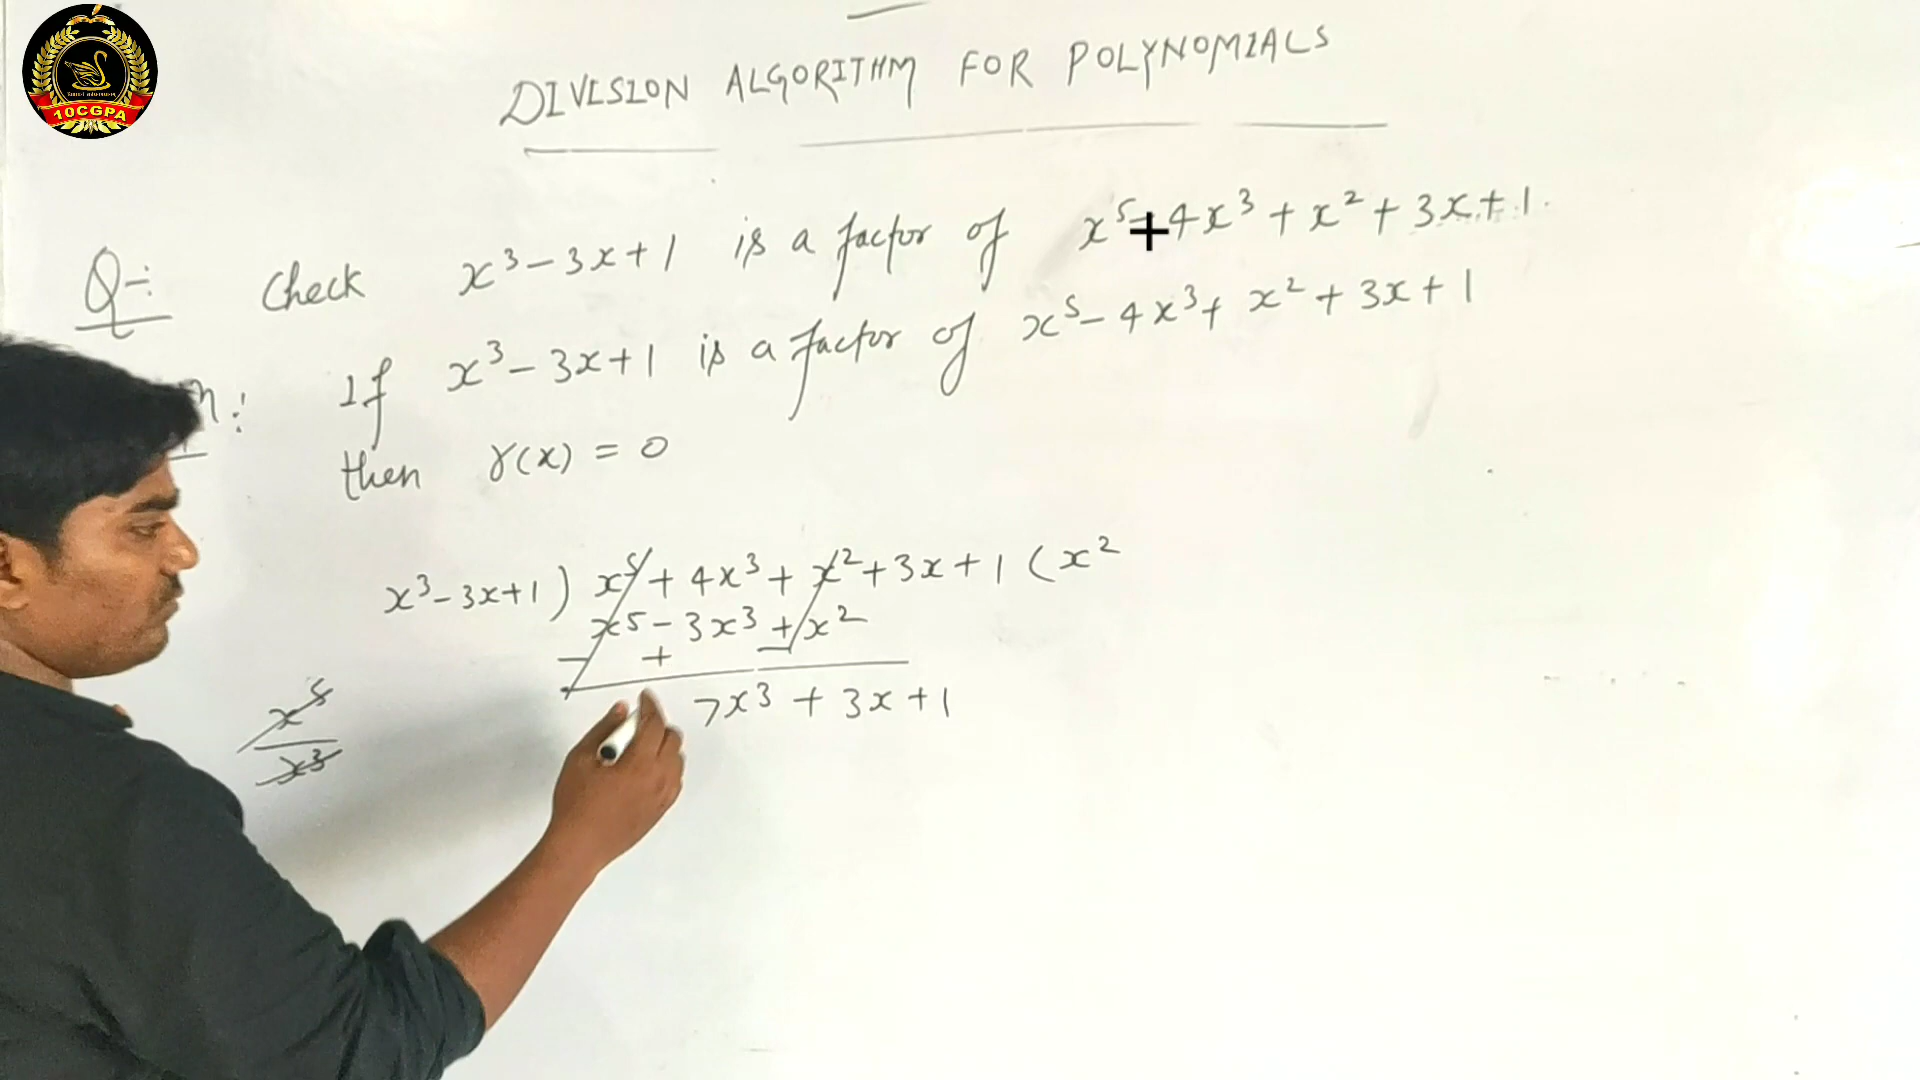 10CGPA
DIVISION ALGORITHM FOR POLYNOMIALS
Q:- Check x³-3x+1 is a factor of x⁵+4x³+x²+3x+1.
n: If x³-3x+1 is a factor of x⁵-4x³+x²+3x+1
then r(x) = 0
x³-3x+1 ) x⁵+4x³+x²+3x+1 ( x²
x⁵-3x³+x²
- + -
7x³+3x+1
x⁵
x³